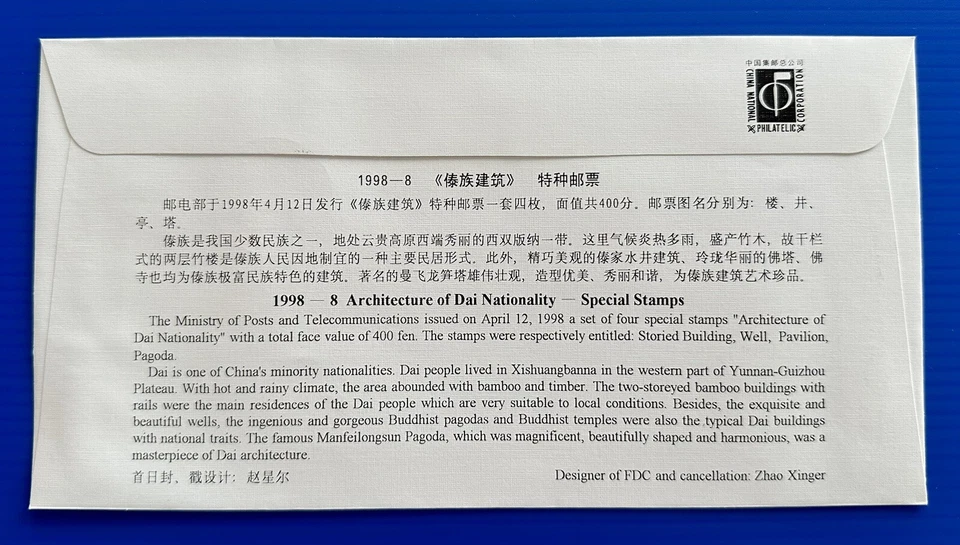 中国集邮总公司
CHINA NATIONAL
PHILATELIC
CORPORATION
1998—8 《傣族建筑》 特种邮票
邮电部于1998年4月12日发行《傣族建筑》特种邮票一套四枚，面值共400分。邮票图名分别为：楼、井、
亭、塔。
傣族是我国少数民族之一，地处云贵高原西端秀丽的西双版纳一带。这里气候炎热多雨，盛产竹木，故干栏
式的两层竹楼是傣族人民因地制宜的一种主要民居形式。此外，精巧美观的傣家水井建筑、玲珑华丽的佛塔、佛
寺也均为傣族极富民族特色的建筑。著名的曼飞龙笋塔雄伟壮观，造型优美、秀丽和谐，为傣族建筑艺术珍品。
1998 — 8 Architecture of Dai Nationality — Special Stamps
The Ministry of Posts and Telecommunications issued on April 12, 1998 a set of four special stamps "Architecture of
Dai Nationality" with a total face value of 400 fen. The stamps were respectively entitled: Storied Building, Well, Pavilion,
Pagoda.
Dai is one of China's minority nationalities. Dai people lived in Xishuangbanna in the western part of Yunnan-Guizhou
Plateau. With hot and rainy climate, the area abounded with bamboo and timber. The two-storeyed bamboo buildings with
rails were the main residences of the Dai people which are very suitable to local conditions. Besides, the exquisite and
beautiful wells, the ingenious and gorgeous Buddhist pagodas and Buddhist temples were also the typical Dai buildings
with national traits. The famous Manfeilongsun Pagoda, which was magnificent, beautifully shaped and harmonious, was a
masterpiece of Dai architecture.
首日封，戳设计：赵星尔 Designer of FDC and cancellation: Zhao Xinger